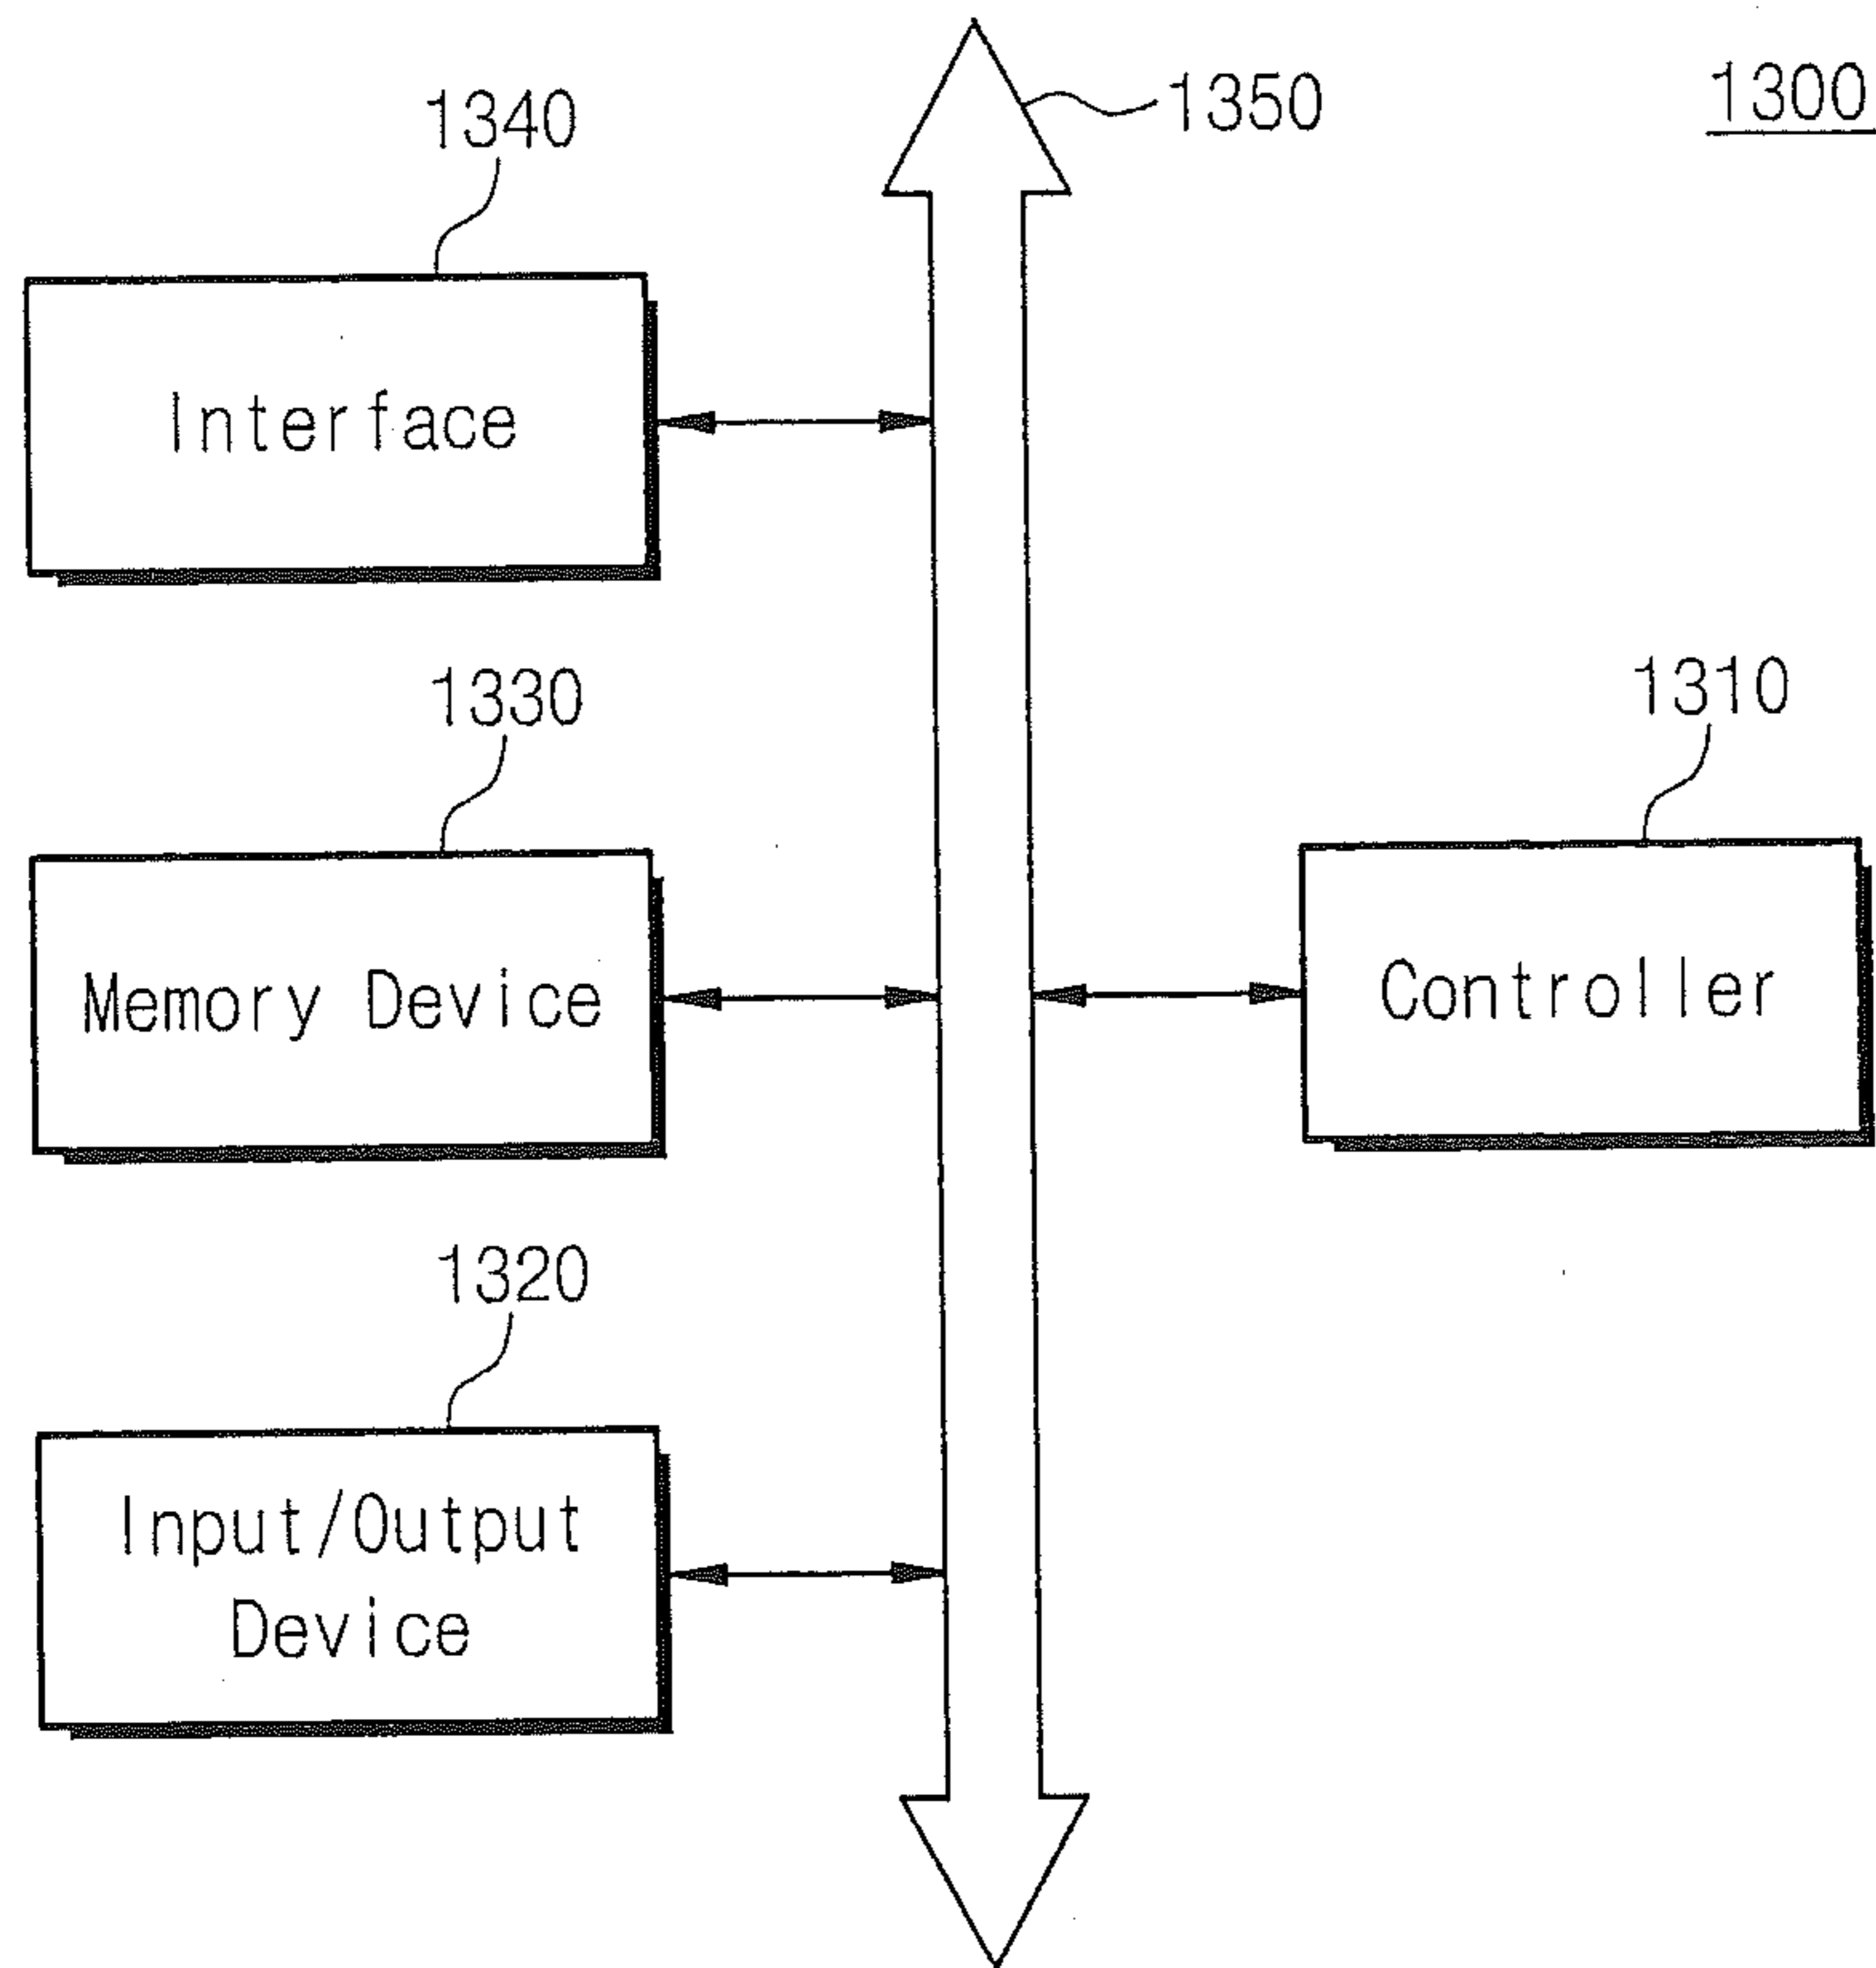 1300
1350
1340
Interface
1330
Memory Device
1310
Controller
1320
Input/Output
Device